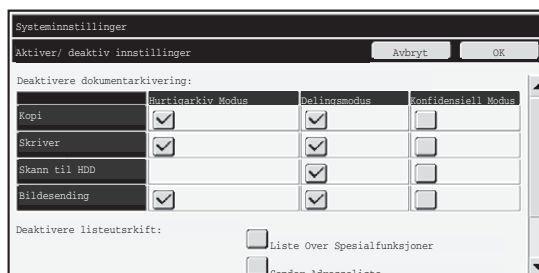 Systeminnstillinger
Aktiver/ deaktiv innstillinger Avbryt OK
Deaktivere dokumentarkivering:
Hurtigarkiv Modus Delingsmodus Konfidensiell Modus
Kopi
Skriver
Skann til HDD
Bildesending
Deaktivere listeutsrkift:
Liste Over Spesialfunksjoner